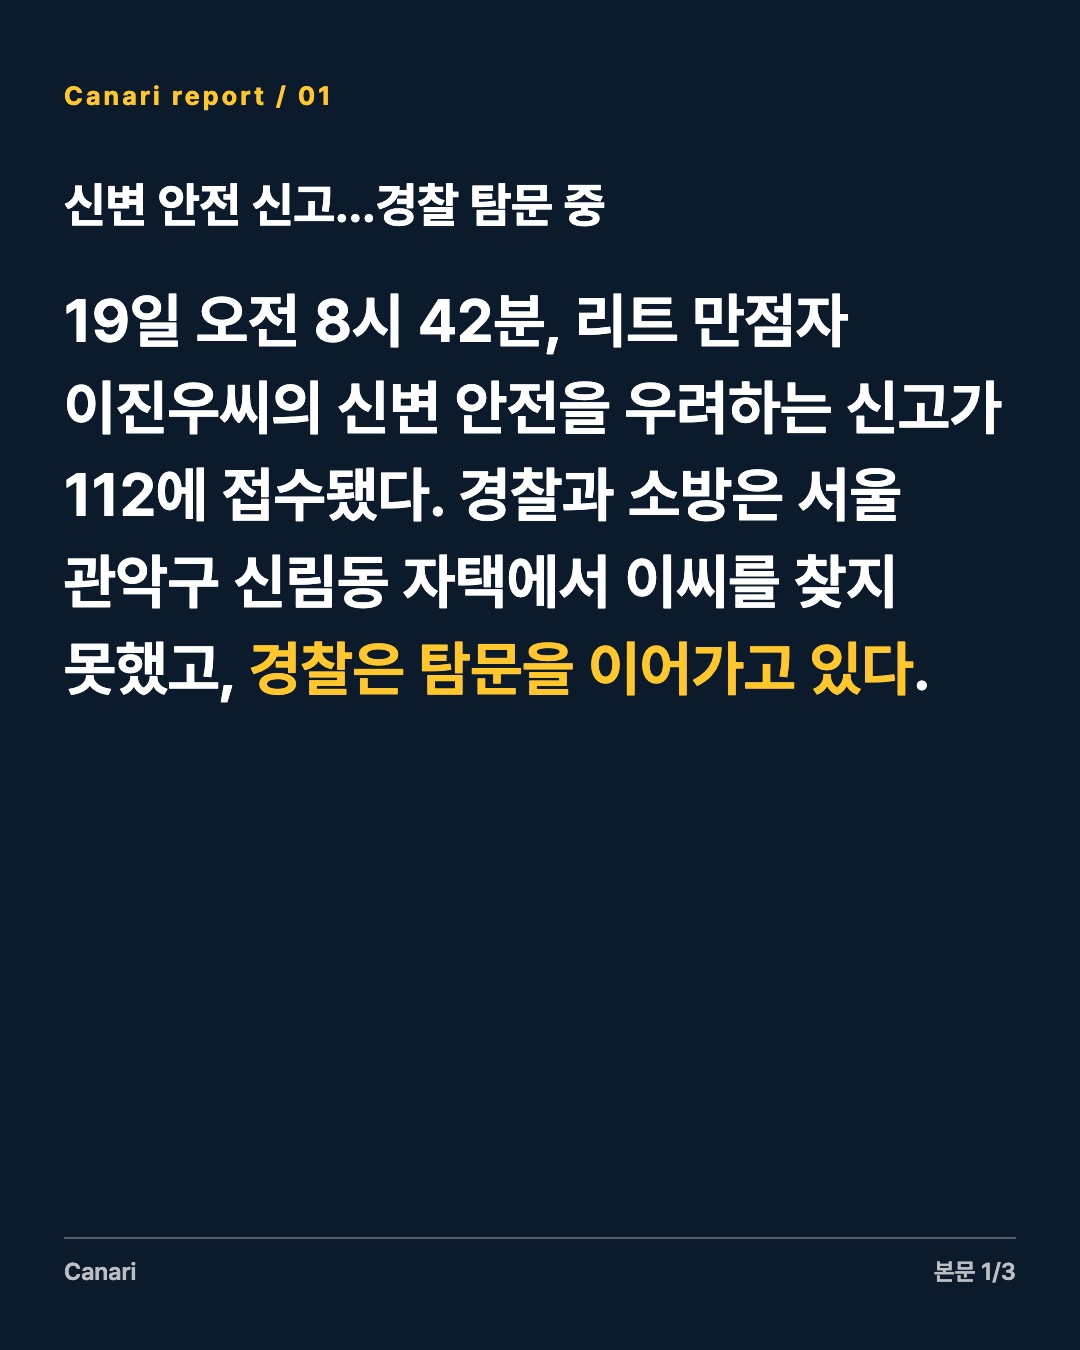 Canari report / 01
신변 안전 신고...경찰 탐문 중
19일 오전 8시 42분, 리트 만점자
이진우씨의 신변 안전을 우려하는 신고가
112에 접수됐다. 경찰과 소방은 서울
관악구 신림동 자택에서 이씨를 찾지
못했고, 경찰은 탐문을 이어가고 있다.
Canari
본문 1/3